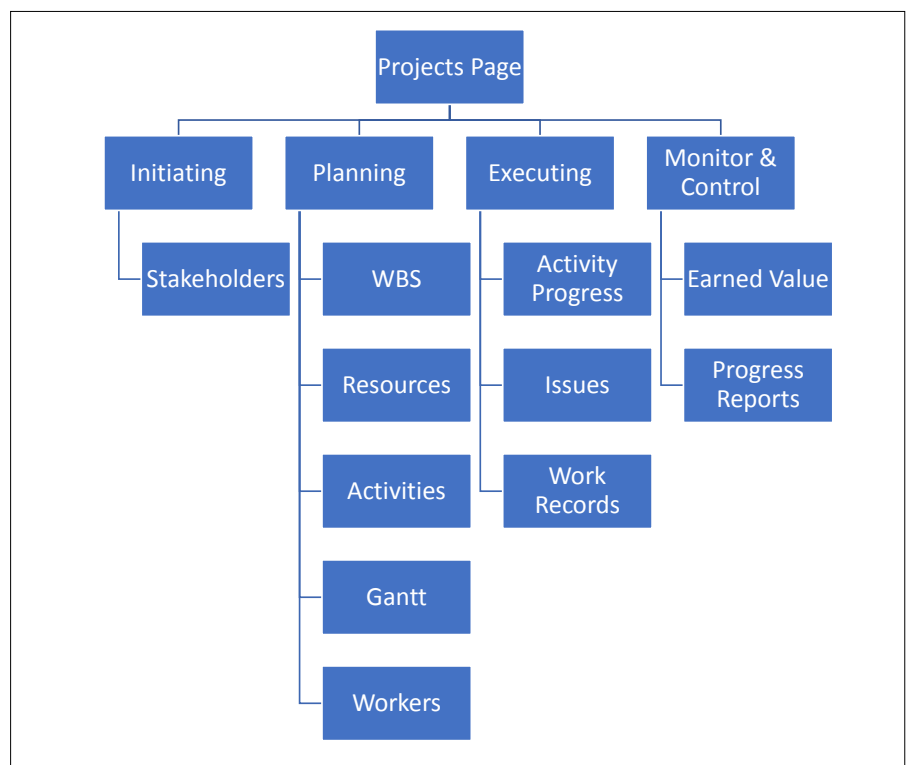 Projects Page
Initiating
Planning
Executing
Monitor &
Control
Stakeholders
WBS
Activity
Progress
Earned Value
Resources
Issues
Progress
Reports
Activities
Work
Records
Gantt
Workers